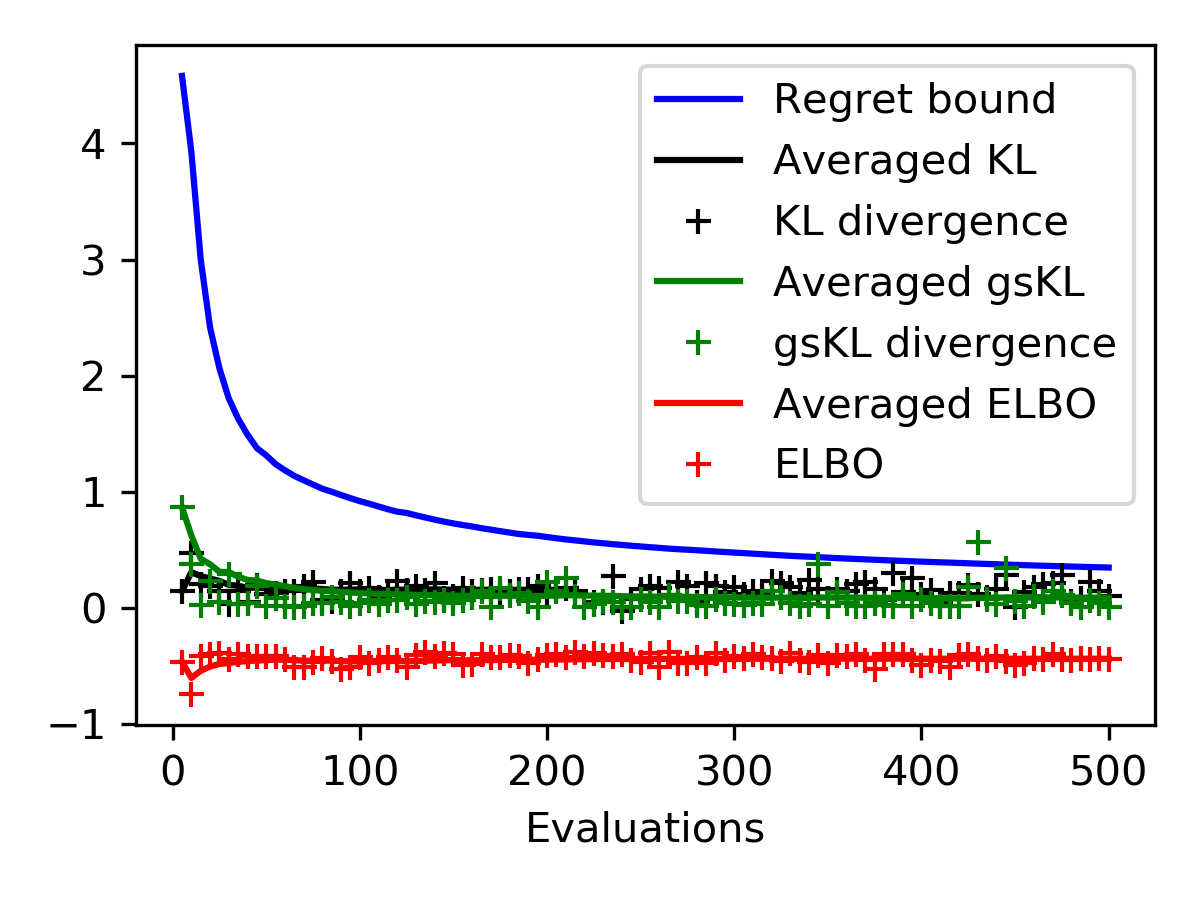 4
3
2
1
0
−1
Regret bound
Averaged KL
KL divergence
Averaged gsKL
gsKL divergence
Averaged ELBO
ELBO
0 100 200 300 400 500
Evaluations